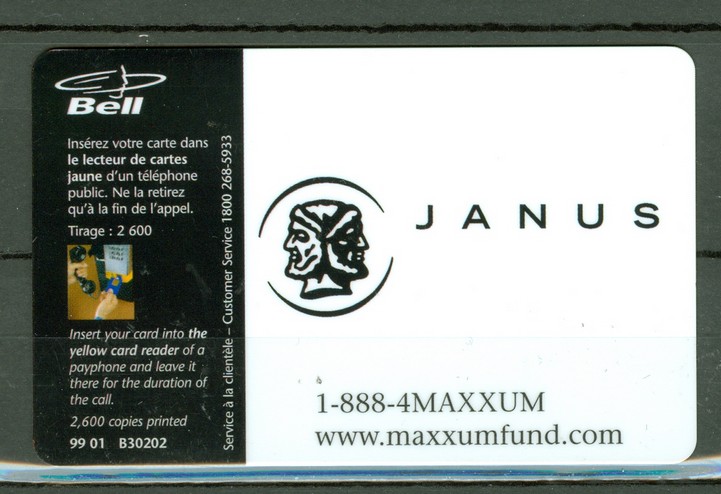 Bell
Insérez votre carte dans
le lecteur de cartes
jaune d'un téléphone
public. Ne la retirez
qu'à la fin de l'appel.
Tirage : 2 600
Insert your card into the
yellow card reader of a
payphone and leave it
there for the duration of
the call.
2,600 copies printed
99 01 B30202
Service à la clientèle – Customer Service 1800 268-5933
JANUS
1-888-4MAXXUM
www.maxxumfund.com